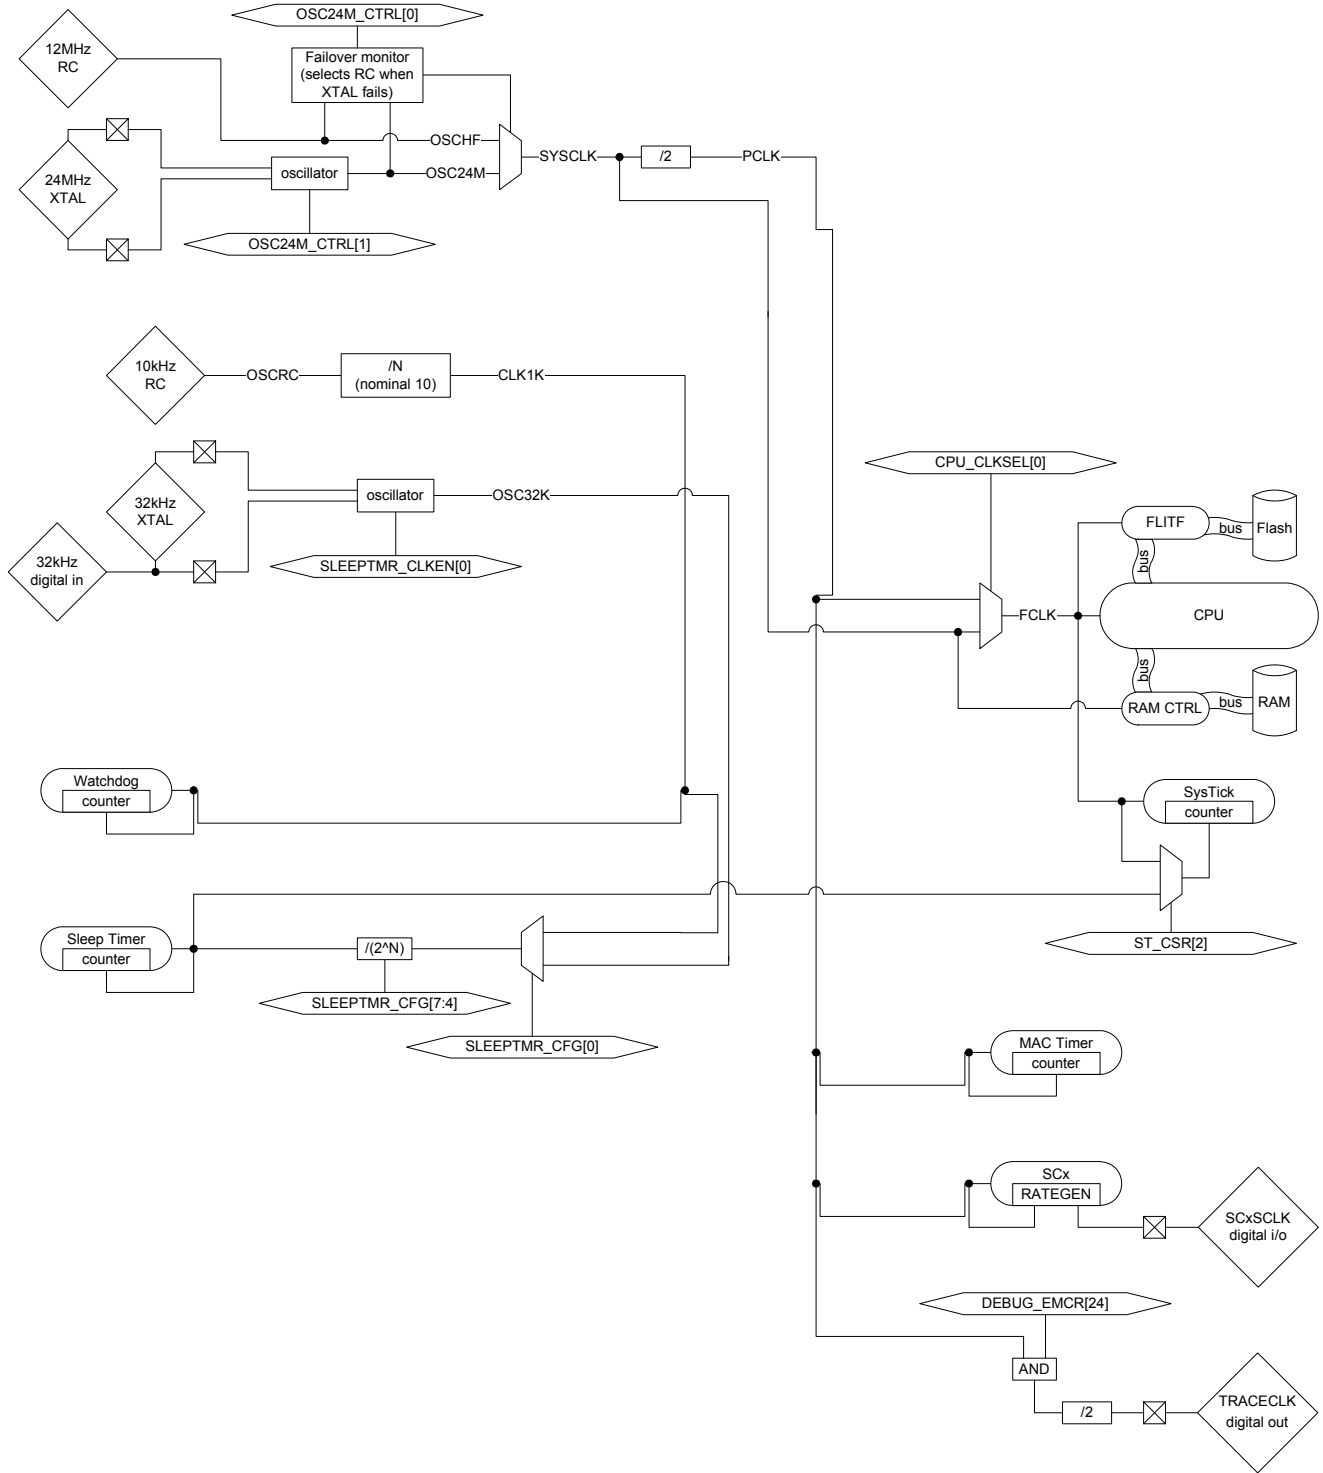 OSC24M_CTRL[0]
12MHz
RC
Failover monitor
(selects RC when
XTAL fails)
OSCHF
SYSCLK
/2
PCLK
24MHz
XTAL
oscillator
OSC24M
OSC24M_CTRL[1]
10kHz
RC
OSCRC
/N
(nominal 10)
CLK1K
CPU_CLKSEL[0]
32kHz
XTAL
oscillator
OSC32K
32kHz
digital in
SLEEPTMR_CLKEN[0]
FLITF
bus
Flash
bus
FCLK
CPU
bus
RAM CTRL
bus
RAM
Watchdog
counter
SysTick
counter
Sleep Timer
counter
/(2^N)
ST_CSR[2]
SLEEPTMR_CFG[7:4]
SLEEPTMR_CFG[0]
MAC Timer
counter
SCx
RATEGEN
SCxSCLK
digital i/o
DEBUG_EMCR[24]
AND
/2
TRACECLK
digital out